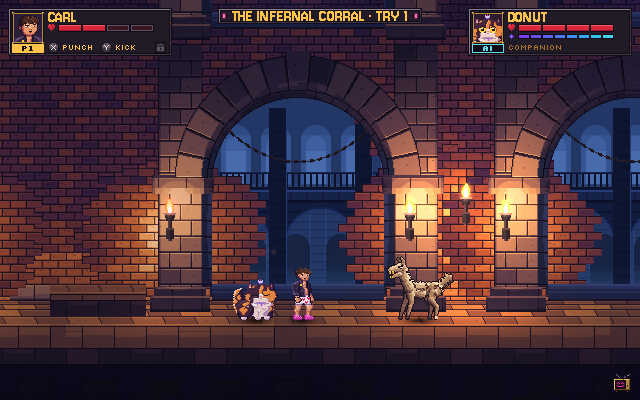 CARL
P1
X PUNCH Y KICK
THE INFERNAL CORRAL · TRY 1
DONUT
AI
COMPANION